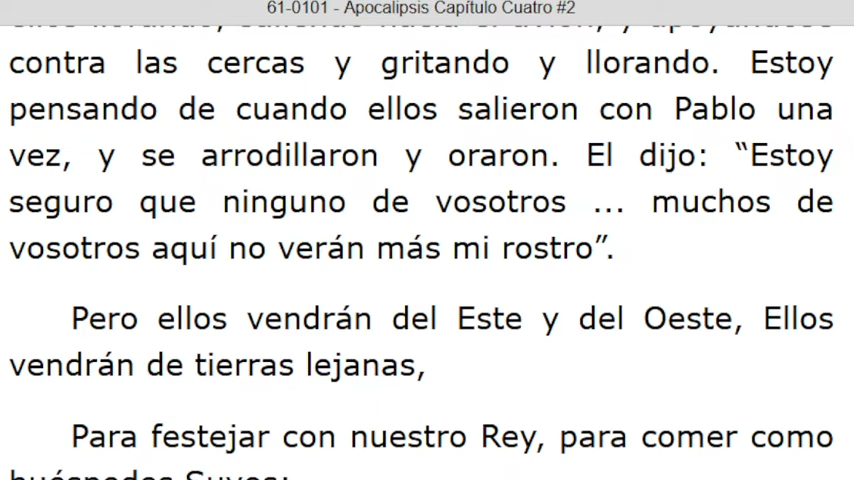 61-0101 - Apocalipsis Capítulo Cuatro #2
contra las cercas y gritando y llorando. Estoy
pensando de cuando ellos salieron con Pablo una
vez, y se arrodillaron y oraron. El dijo: “Estoy
seguro que ninguno de vosotros ... muchos de
vosotros aquí no verán más mi rostro”.
Pero ellos vendrán del Este y del Oeste, Ellos
vendrán de tierras lejanas,
Para festejar con nuestro Rey, para comer como
huéspedes Suyos;